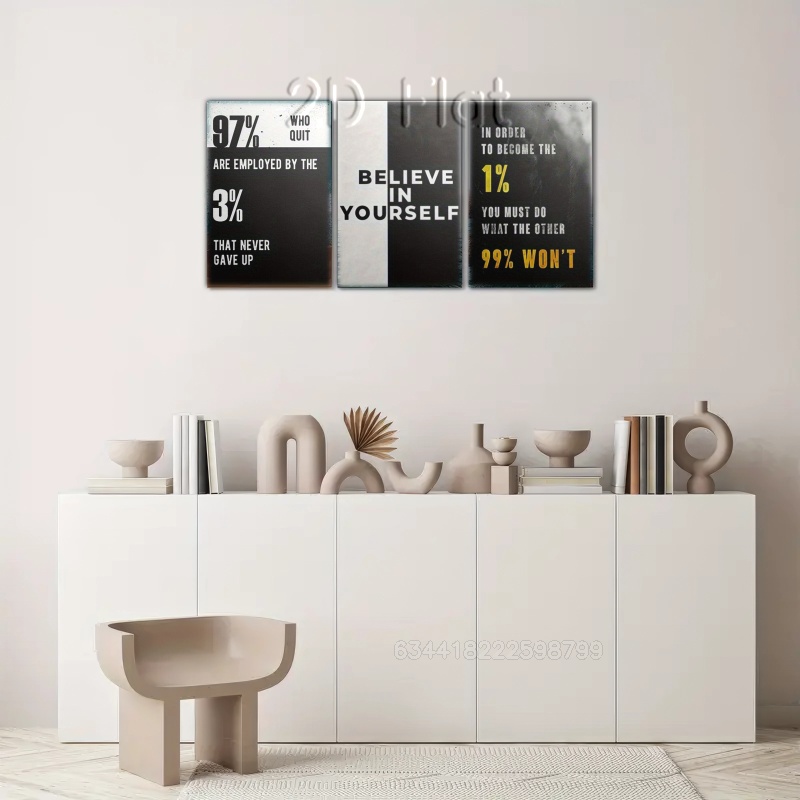 2D Flat
97% WHO
QUIT
ARE EMPLOYED BY THE
3%
THAT NEVER
GAVE UP
BELIEVE
IN
YOURSELF
IN ORDER
TO BECOME THE
1%
YOU MUST DO
WHAT THE OTHER
99% WON'T
634418222598799